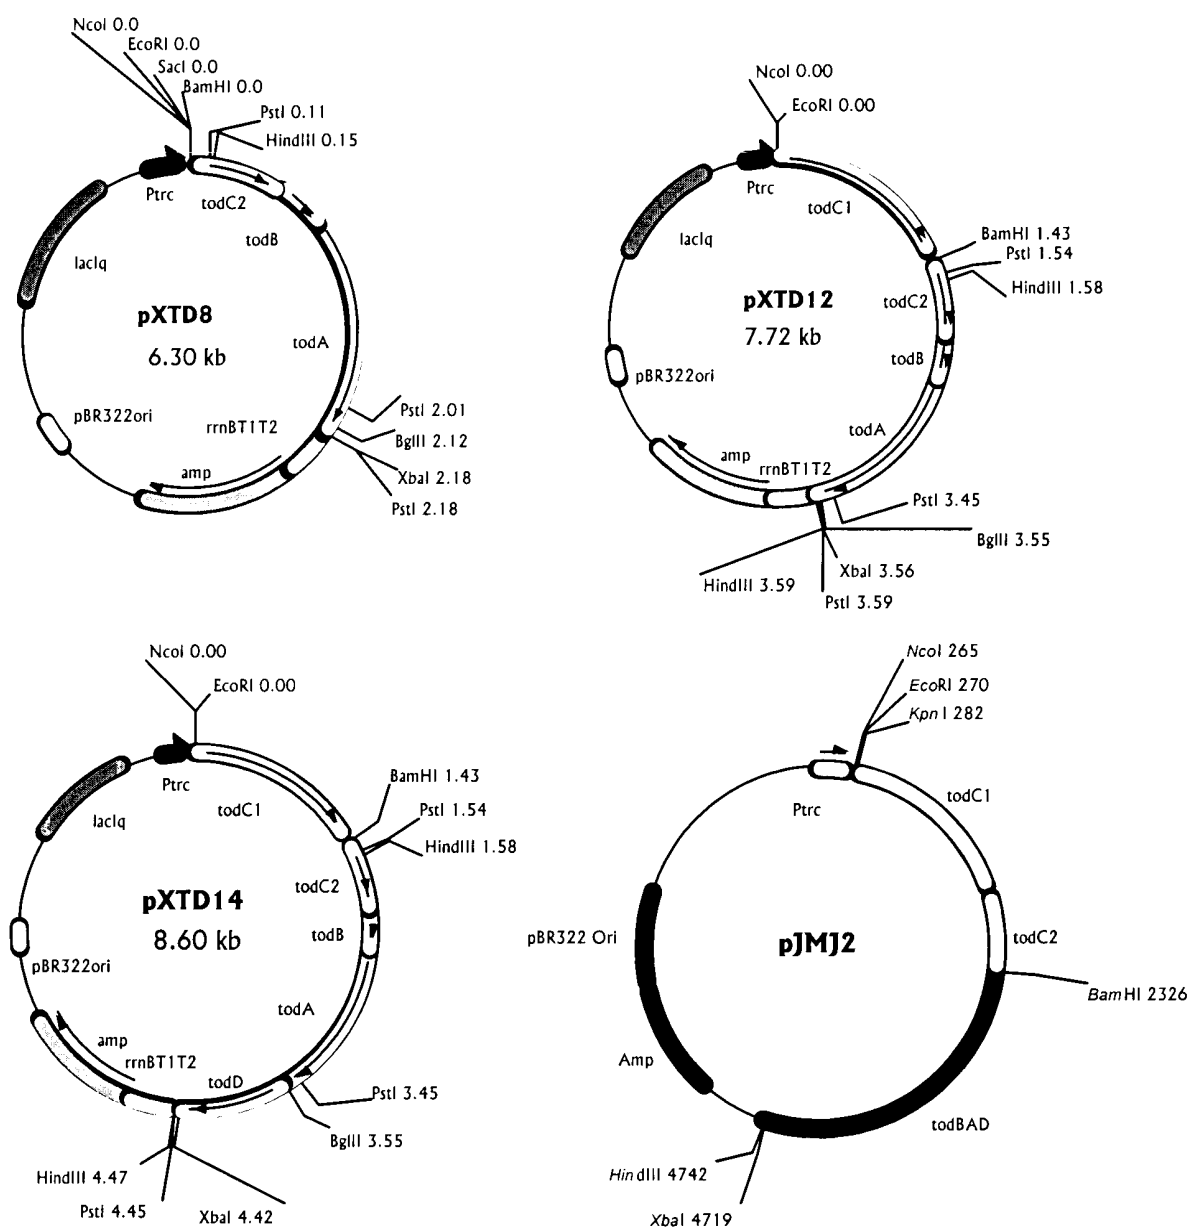 NcoI 0.0
EcoRI 0.0
SacI 0.0
BamHI 0.0
PstI 0.11
HindIII 0.15
Ptrc
todC2
todB
lacIq
pXTD8
6.30 kb
todA
pBR322ori
rrnBT1T2
amp
PstI 2.01
BglII 2.12
XbaI 2.18
PstI 2.18
NcoI 0.00
EcoRI 0.00
Ptrc
todC1
lacIq
BamHI 1.43
PstI 1.54
HindIII 1.58
todC2
pXTD12
7.72 kb
todB
pBR322ori
todA
amp
rrnBT1T2
PstI 3.45
BglII 3.55
XbaI 3.56
HindIII 3.59
PstI 3.59
NcoI 0.00
EcoRI 0.00
Ptrc
todC1
lacIq
BamHI 1.43
PstI 1.54
HindIII 1.58
todC2
pXTD14
8.60 kb
todB
pBR322ori
todA
amp
rrnBT1T2
todD
PstI 3.45
BglII 3.55
HindIII 4.47
PstI 4.45
XbaI 4.42
NcoI 265
EcoRI 270
KpnI 282
Ptrc
todC1
pBR322 Ori
pJMJ2
todC2
BamHI 2326
Amp
todBAD
HindIII 4742
XbaI 4719